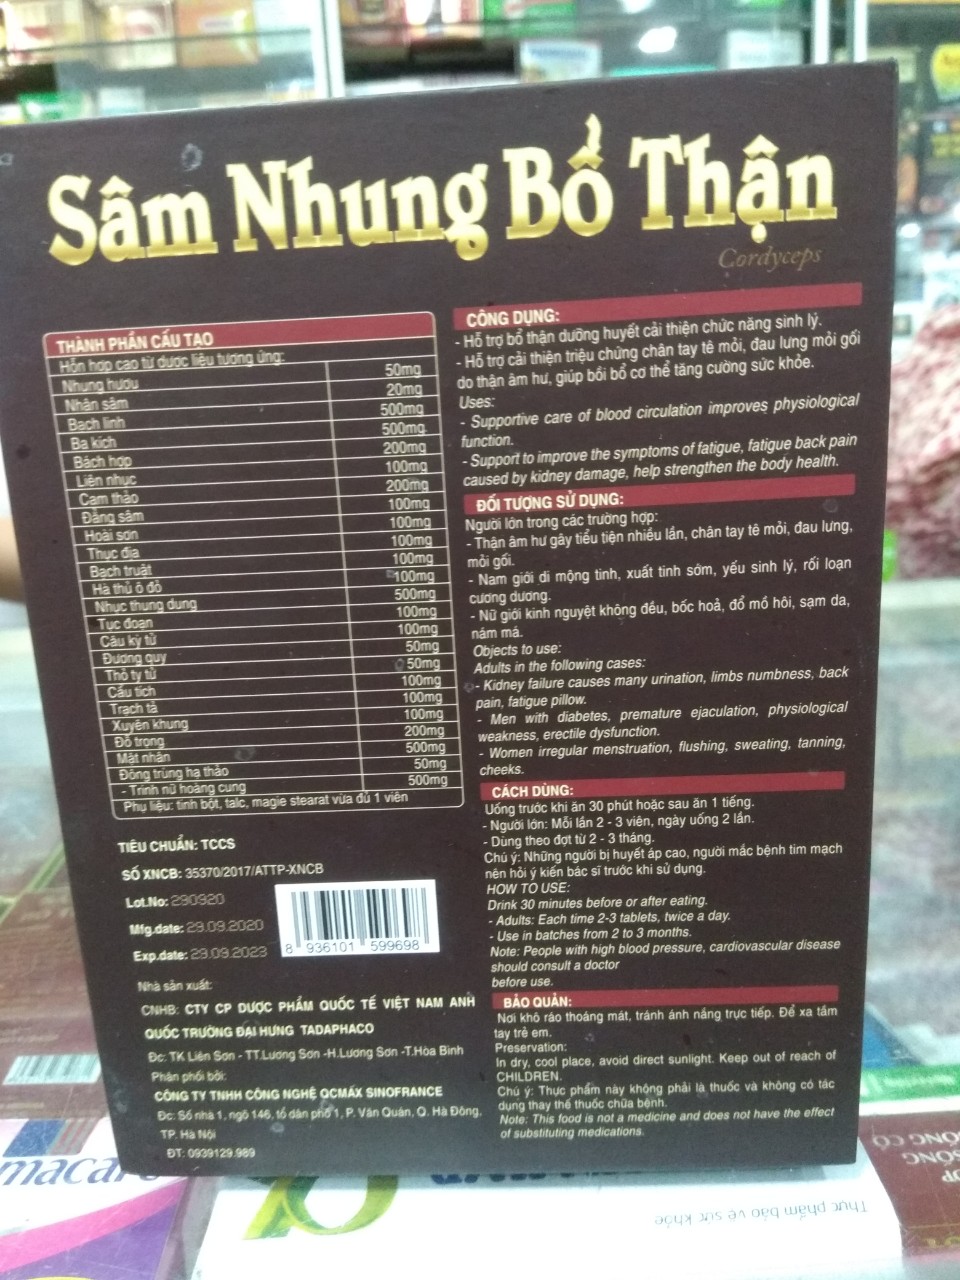 Sâm Nhung Bổ Thận
Cordyceps
THÀNH PHẦN CẤU TẠO
Hỗn hợp cao từ dược liệu tương ứng:
Nhung hươu 50mg
Nhân sâm 20mg
Bạch linh 500mg
Ba kích 500mg
Bách hợp 200mg
Liên nhục 100mg
Cam thảo 200mg
Đảng sâm 100mg
Hoài sơn 100mg
Thục địa 100mg
Bạch truật 100mg
Hà thủ ô đỏ 100mg
Nhục thung dung 500mg
Tục đoạn 100mg
Câu kỷ tử 100mg
Đương quy 50mg
Thỏ ty tử 50mg
Cẩu tích 100mg
Trạch tả 100mg
Xuyên khung 100mg
Đỗ trọng 200mg
Mật nhân 500mg
Đông trùng hạ thảo 50mg
- Trinh nữ hoàng cung 500mg
Phụ liệu: tinh bột, talc, magie stearat vừa đủ 1 viên
TIÊU CHUẨN: TCCS
SỐ XNCB: 35370/2017/ATTP-XNCB
Lot.No: 290920
Mfg.date: 29.09.2020
Exp.date: 29.09.2023
8 936101 599698
Nhà sản xuất:
CNHB: CTY CP DƯỢC PHẨM QUỐC TẾ VIỆT NAM ANH
QUỐC TRƯỜNG ĐẠI HƯNG TADAPHACO
Đc: TK Liên Sơn - TT.Lương Sơn -H.Lương Sơn -T.Hòa Bình
Phân phối bởi:
CÔNG TY TNHH CÔNG NGHỆ QCMÁX SINOFRANCE
Đc: Số nhà 1, ngõ 146, tổ dân phố 1, P. Văn Quán, Q. Hà Đông,
TP. Hà Nội
ĐT: 0939129.989
CÔNG DỤNG:
- Hỗ trợ bổ thận dưỡng huyết cải thiện chức năng sinh lý.
- Hỗ trợ cải thiện triệu chứng chân tay tê mỏi, đau lưng mỏi gối
do thận âm hư, giúp bồi bổ cơ thể tăng cường sức khỏe.
Uses:
- Supportive care of blood circulation improves physiological
function.
- Support to improve the symptoms of fatigue, fatigue back pain
caused by kidney damage, help strengthen the body health.
ĐỐI TƯỢNG SỬ DỤNG:
Người lớn trong các trường hợp:
- Thận âm hư gây tiểu tiện nhiều lần, chân tay tê mỏi, đau lưng,
mỏi gối.
- Nam giới di mộng tinh, xuất tinh sớm, yếu sinh lý, rối loạn
cương dương.
- Nữ giới kinh nguyệt không đều, bốc hoả, đổ mồ hôi, sạm da,
nám má.
Objects to use:
Adults in the following cases:
- Kidney failure causes many urination, limbs numbness, back
pain, fatigue pillow.
- Men with diabetes, premature ejaculation, physiological
weakness, erectile dysfunction.
- Women irregular menstruation, flushing, sweating, tanning,
cheeks.
CÁCH DÙNG:
Uống trước khi ăn 30 phút hoặc sau ăn 1 tiếng.
- Người lớn: Mỗi lần 2 - 3 viên, ngày uống 2 lần.
- Dùng theo đợt từ 2 - 3 tháng.
Chú ý: Những người bị huyết áp cao, người mắc bệnh tim mạch
nên hỏi ý kiến bác sĩ trước khi sử dụng.
HOW TO USE:
Drink 30 minutes before or after eating.
- Adults: Each time 2-3 tablets, twice a day.
- Use in batches from 2 to 3 months.
Note: People with high blood pressure, cardiovascular disease
should consult a doctor
before use.
BẢO QUẢN:
Nơi khô ráo thoáng mát, tránh ánh nắng trực tiếp. Để xa tầm
tay trẻ em.
Preservation:
In dry, cool place, avoid direct sunlight. Keep out of reach of
CHILDREN.
Chú ý: Thực phẩm này không phải là thuốc và không có tác
dụng thay thế thuốc chữa bệnh.
Note: This food is not a medicine and does not have the effect
of substituting medications.
Thực phẩm bảo vệ sức khỏe